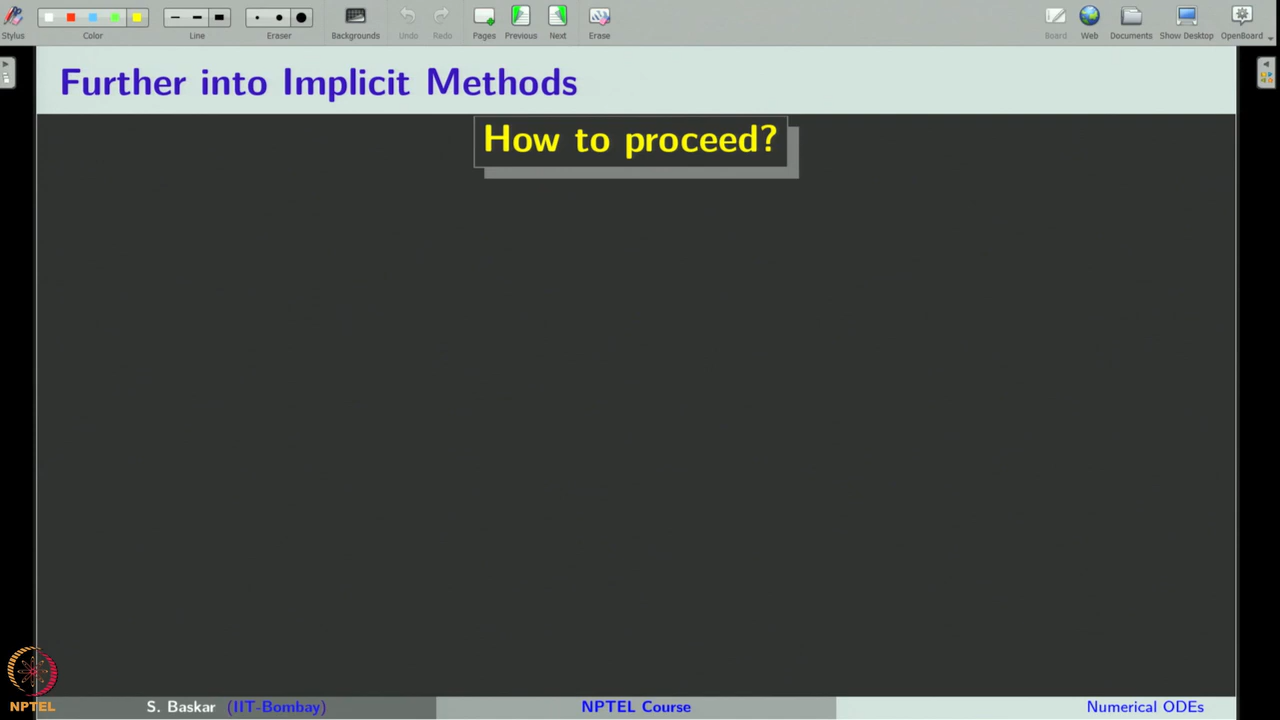 Stylus
Color
Line
Eraser
Backgrounds
Undo
Redo
Pages
Previous
Next
Erase
Board
Web
Documents
Show Desktop
OpenBoard
Further into Implicit Methods
How to proceed?
NPTEL
S. Baskar (IIT-Bombay)
NPTEL Course
Numerical ODEs